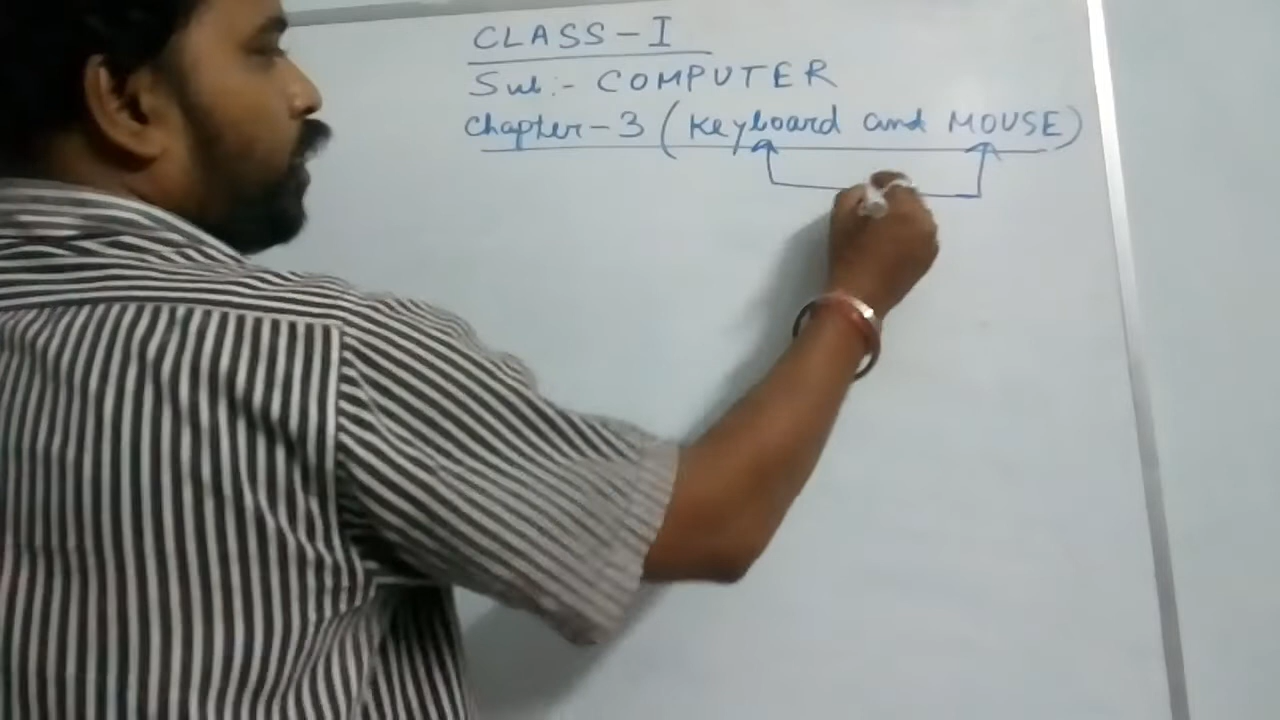 CLASS-I
Sub:- COMPUTER
Chapter-3 (Keyboard and MOUSE)